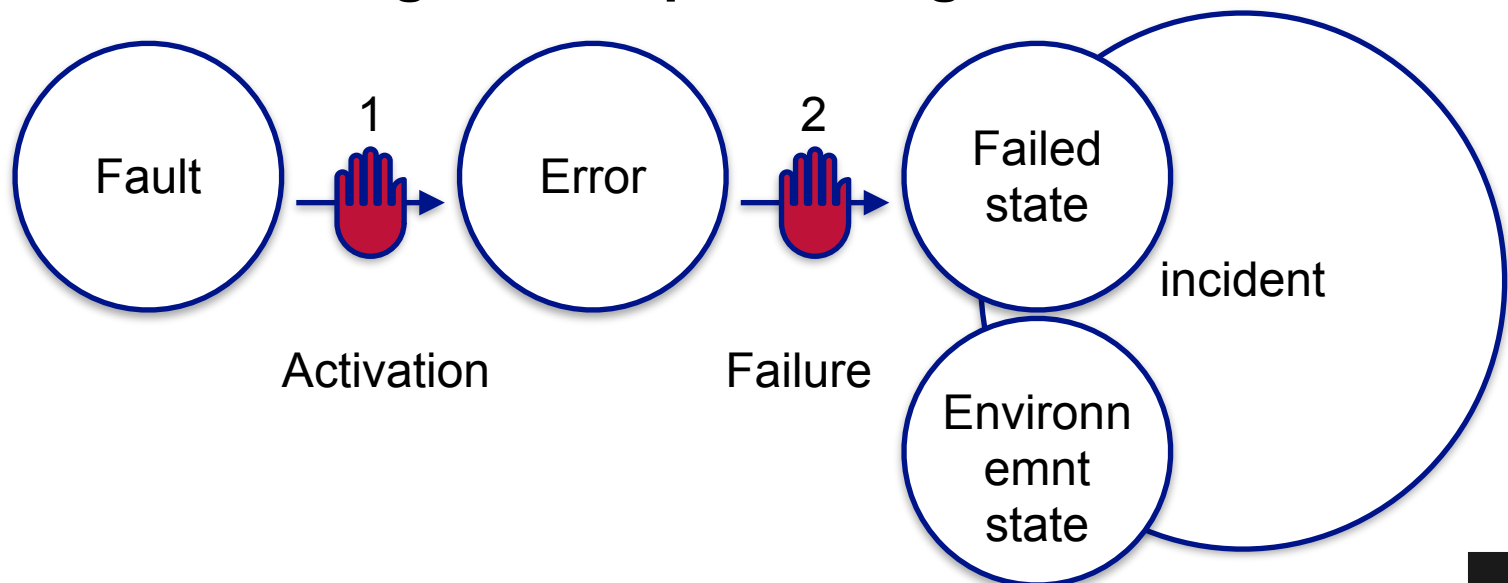 1
2
Fault
Error
Failed
state
incident
Activation
Failure
Environn
emnt
state